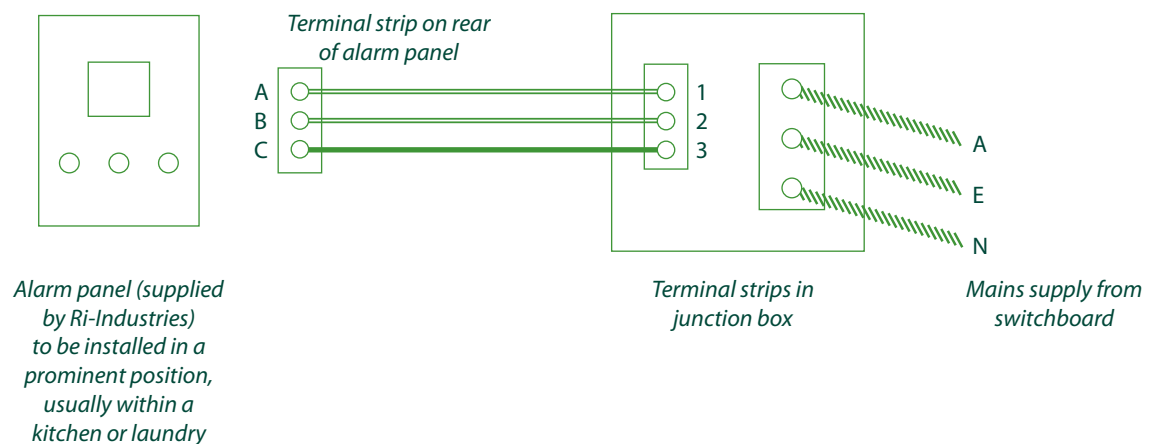 Terminal strip on rear
of alarm panel
A
B
C
1
2
3
A
E
N
Alarm panel (supplied
by Ri-Industries)
to be installed in a
prominent position,
usually within a
kitchen or laundry
Terminal strips in
junction box
Mains supply from
switchboard